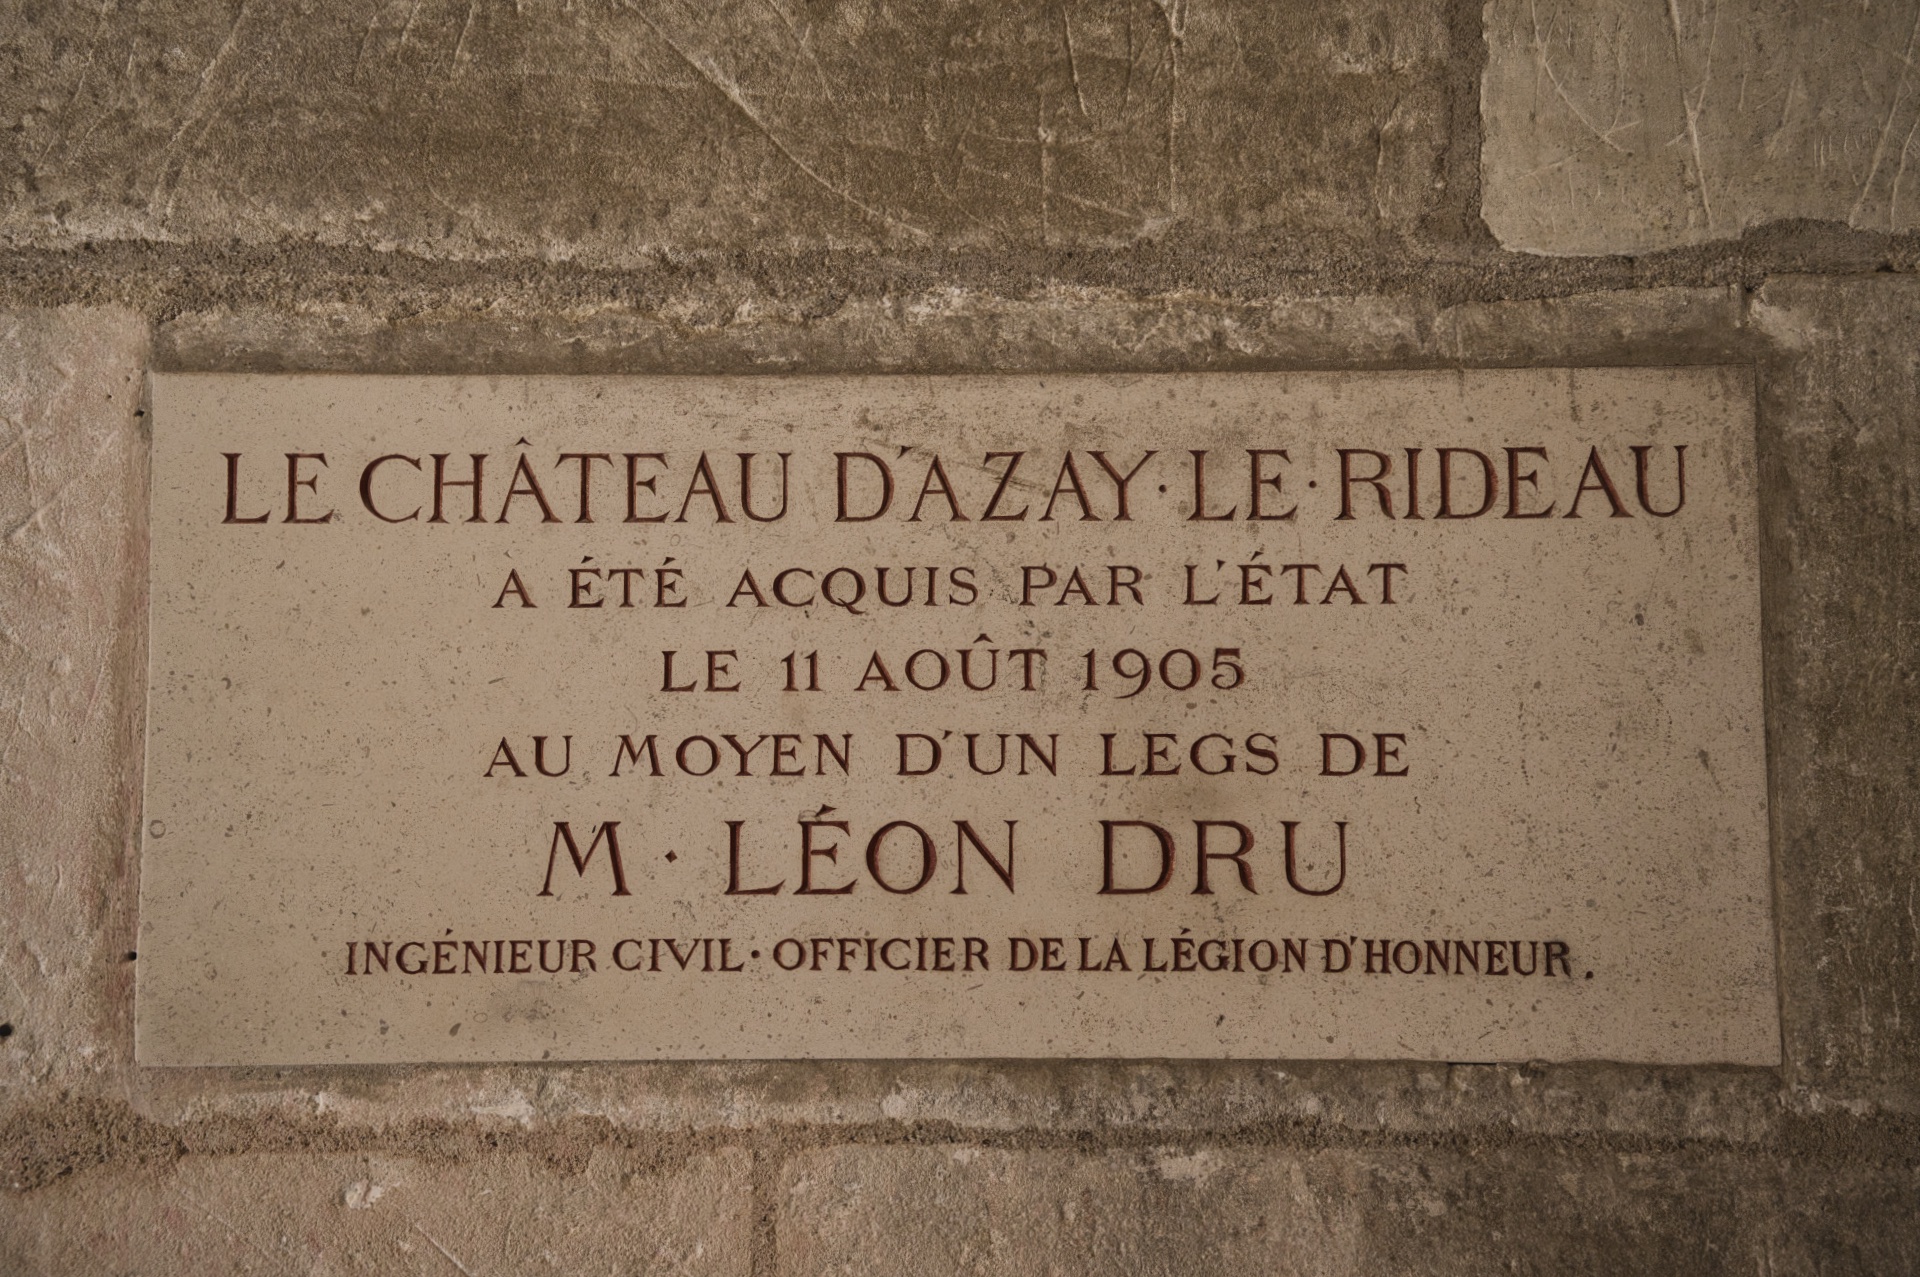 LE CHÂTEAU D'AZAY·LE·RIDEAU
A ÉTÉ ACQUIS PAR L'ÉTAT
LE 11 AOÛT 1905
AU MOYEN D'UN LEGS DE
M · LÉON DRU
INGÉNIEUR CIVIL · OFFICIER DE LA LÉGION D'HONNEUR.